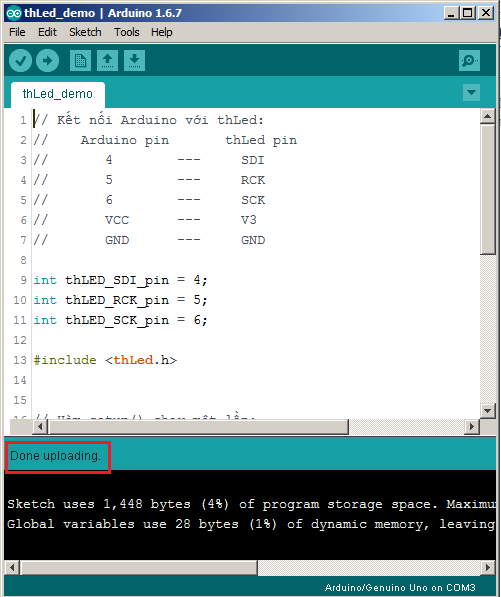 thLed_demo | Arduino 1.6.7
File Edit Sketch Tools Help
thLed_demo
1 // Kết nối Arduino với thLed:
2 // Arduino pin thLed pin
3 // 4 --- SDI
4 // 5 --- RCK
5 // 6 --- SCK
6 // VCC --- V3
7 // GND --- GND
8
9 int thLED_SDI_pin = 4;
10 int thLED_RCK_pin = 5;
11 int thLED_SCK_pin = 6;
12
13 #include <thLed.h>
14
15
Done uploading.
Sketch uses 1,448 bytes (4%) of program storage space. Maximu
Global variables use 28 bytes (1%) of dynamic memory, leaving
Arduino/Genuino Uno on COM3